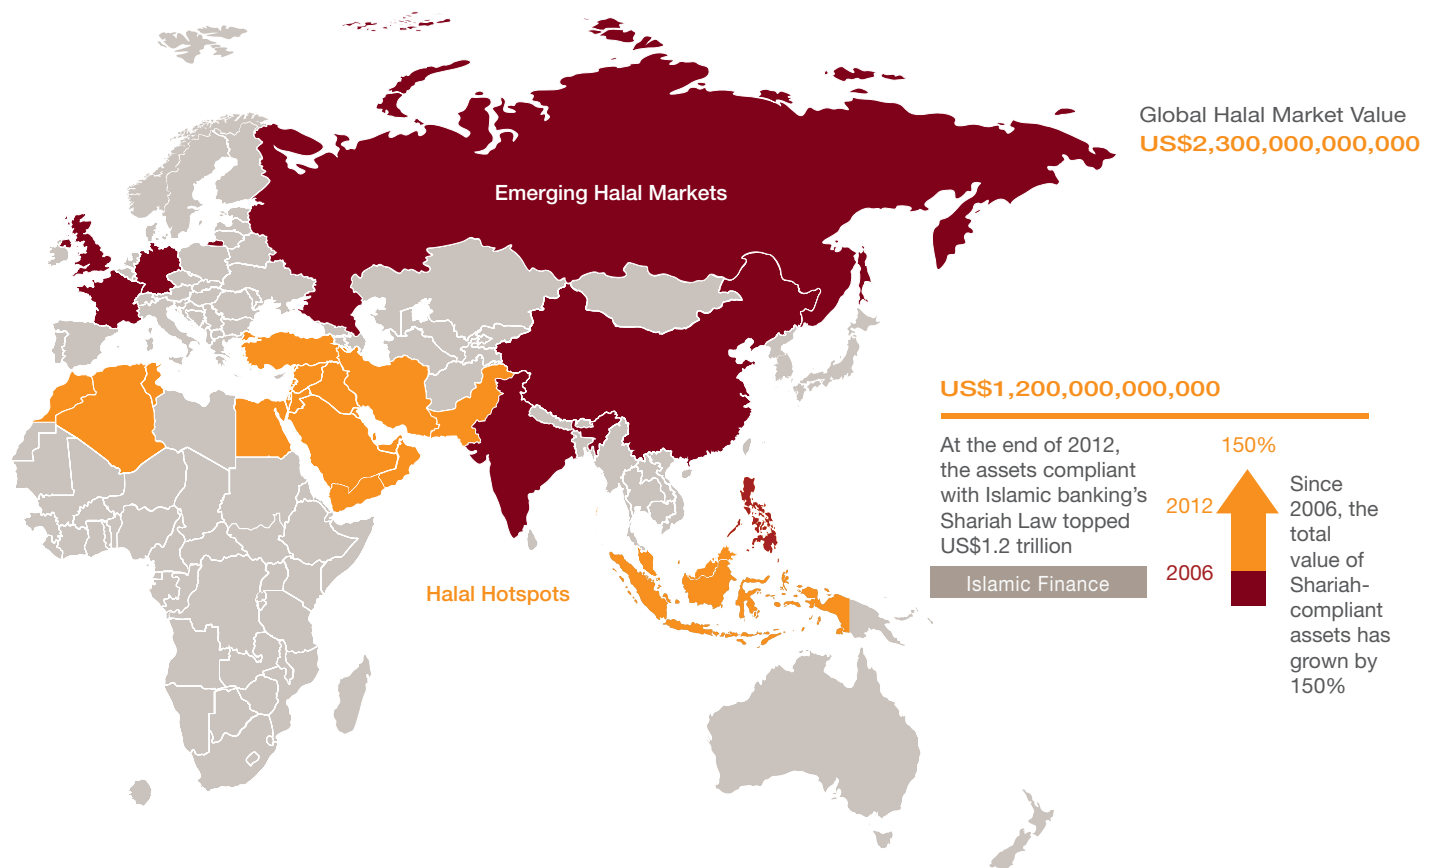 Global Halal Market Value
US$2,300,000,000,000
Emerging Halal Markets
US$1,200,000,000,000
At the end of 2012,
the assets compliant
with Islamic banking's
Shariah Law topped
US$1.2 trillion
Islamic Finance
150%
2012
2006
Since
2006, the
total
value of
Shariah-
compliant
assets has
grown by
150%
Halal Hotspots